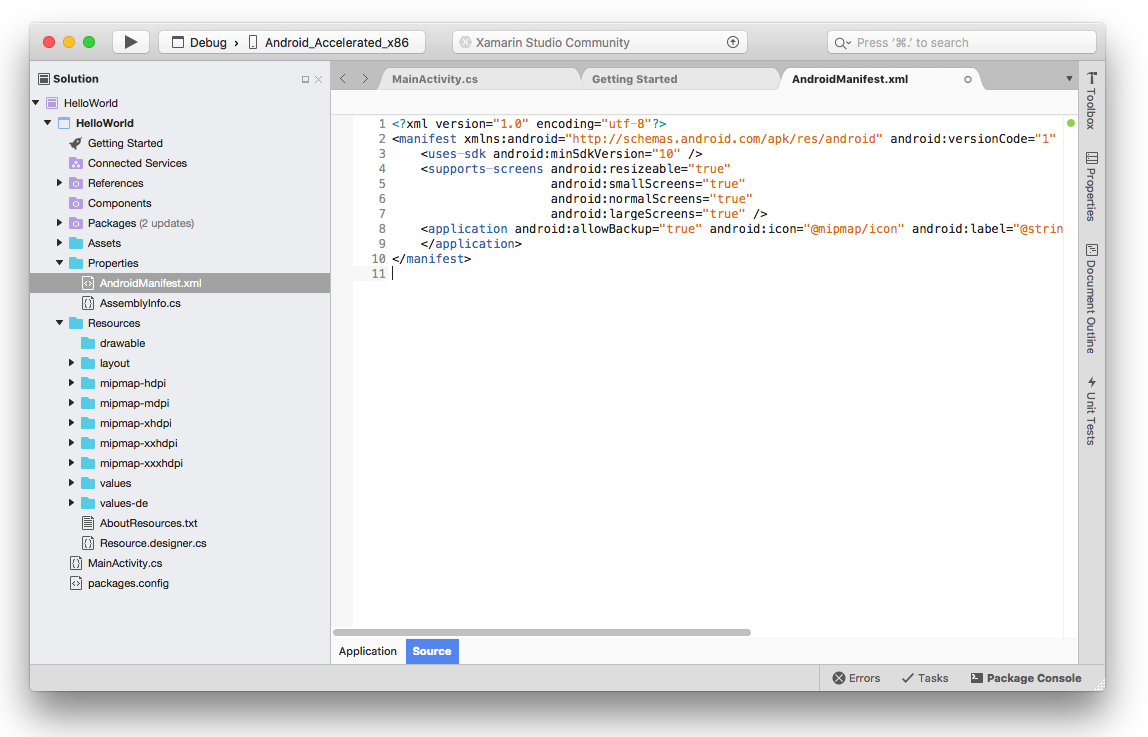 Debug › Android_Accelerated_x86
Xamarin Studio Community
Press ‘⌘.’ to search
Solution
HelloWorld
HelloWorld
Getting Started
Connected Services
References
Components
Packages (2 updates)
Assets
Properties
AndroidManifest.xml
AssemblyInfo.cs
Resources
drawable
layout
mipmap-hdpi
mipmap-mdpi
mipmap-xhdpi
mipmap-xxhdpi
mipmap-xxxhdpi
values
values-de
AboutResources.txt
Resource.designer.cs
MainActivity.cs
packages.config
MainActivity.cs
Getting Started
AndroidManifest.xml
1 <?xml version="1.0" encoding="utf-8"?>
2 <manifest xmlns:android="http://schemas.android.com/apk/res/android" android:versionCode="1"
3 <uses-sdk android:minSdkVersion="10" />
4 <supports-screens android:resizeable="true"
5 android:smallScreens="true"
6 android:normalScreens="true"
7 android:largeScreens="true" />
8 <application android:allowBackup="true" android:icon="@mipmap/icon" android:label="@strin
9 </application>
10 </manifest>
11
Application
Source
Toolbox
Properties
Document Outline
Unit Tests
Errors
Tasks
Package Console